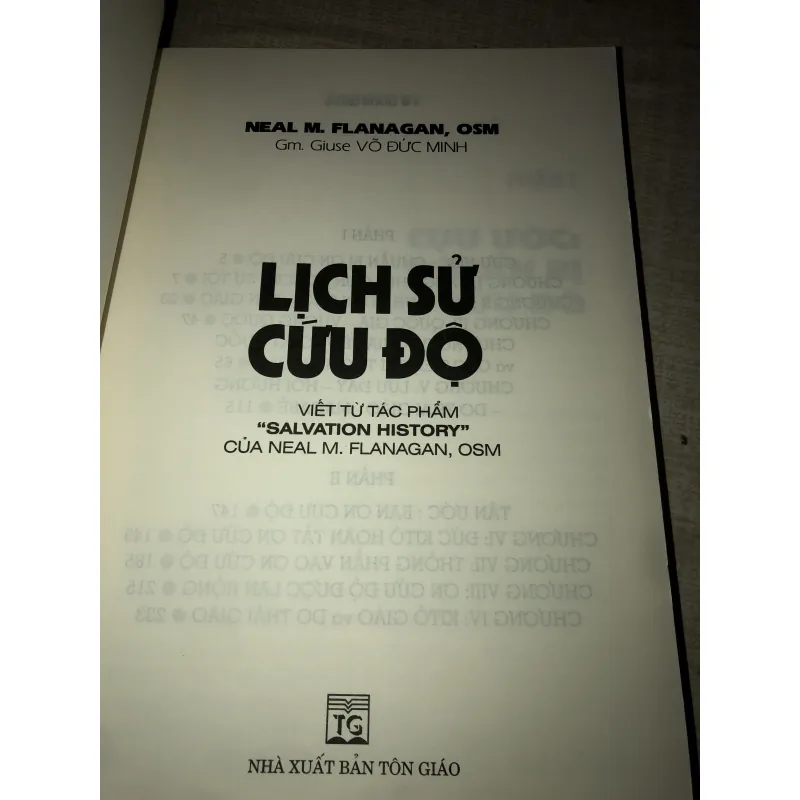 NEAL M. FLANAGAN, OSM
Gm. Giuse VÕ ĐỨC MINH
LỊCH SỬ
CỨU ĐỘ
VIẾT TỪ TÁC PHẨM
“SALVATION HISTORY”
CỦA NEAL M. FLANAGAN, OSM
TG
NHÀ XUẤT BẢN TÔN GIÁO